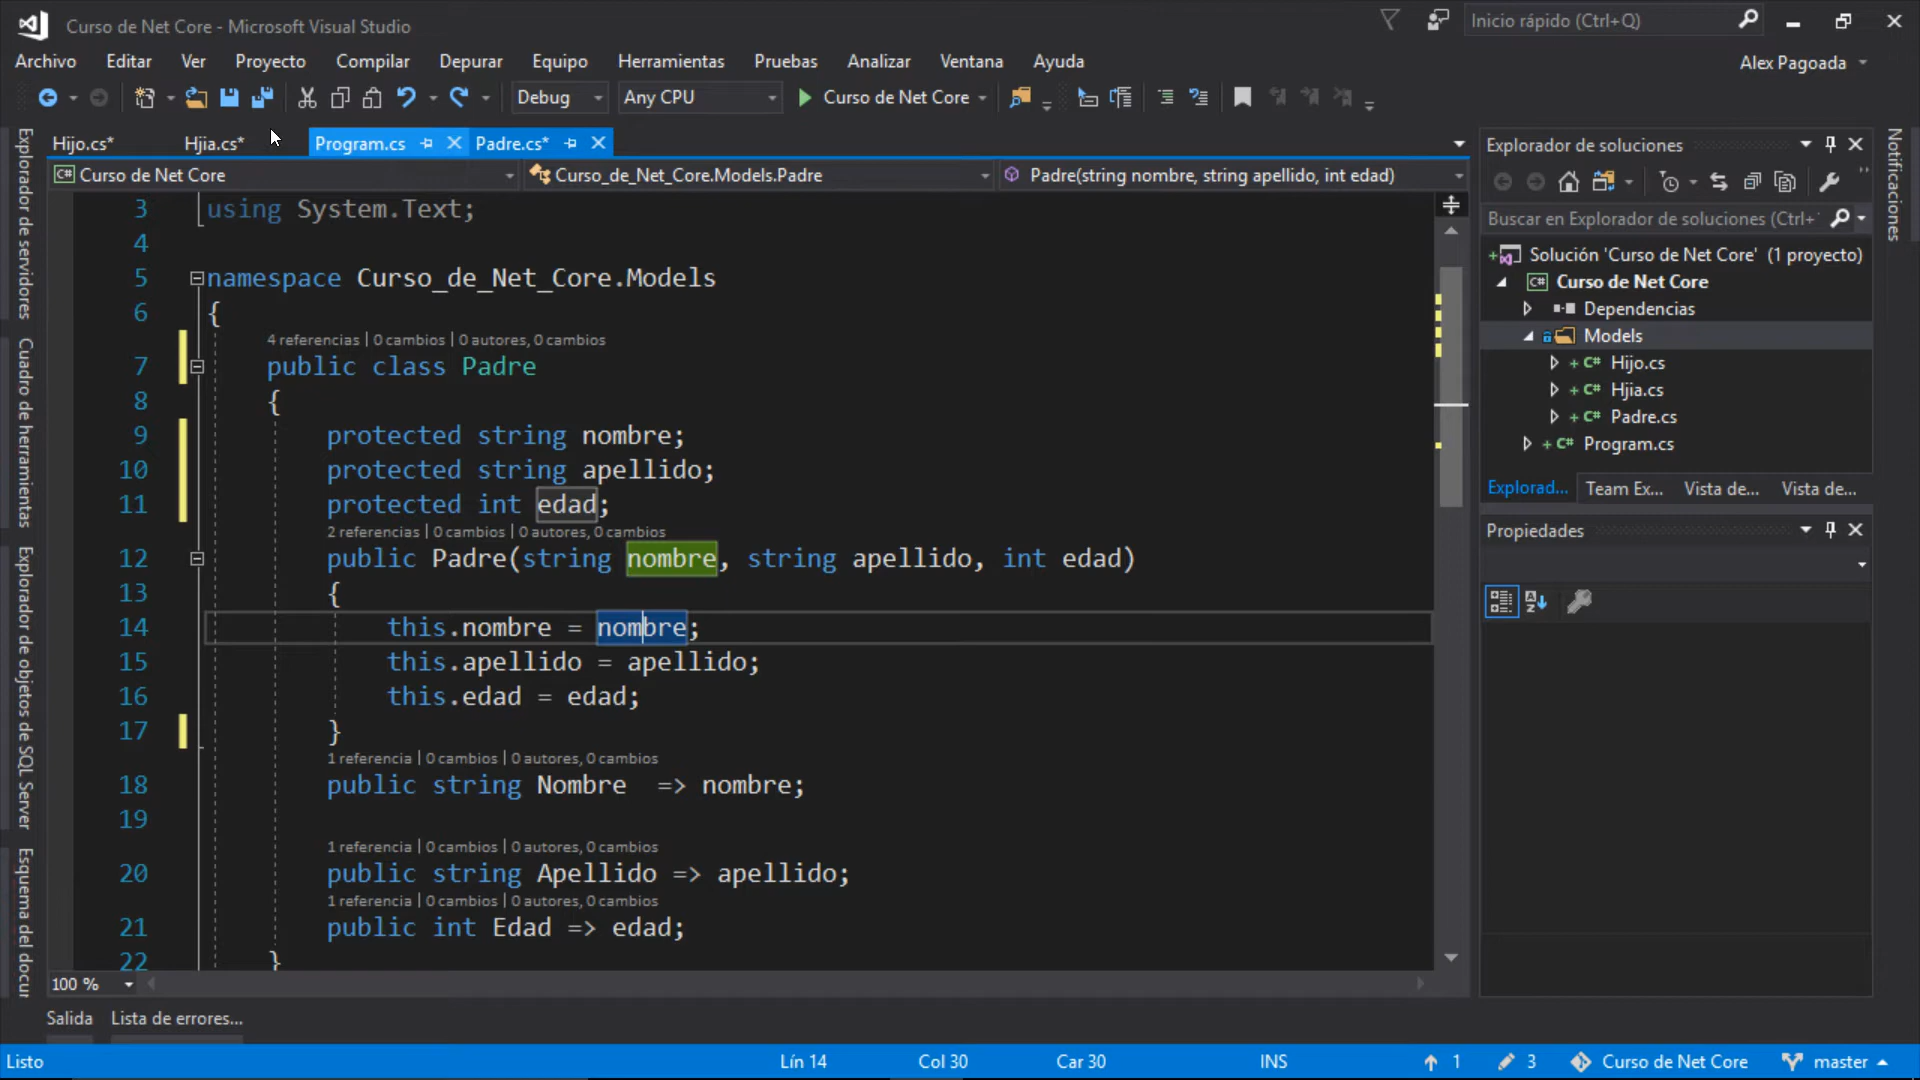 Curso de Net Core - Microsoft Visual Studio
Inicio rápido (Ctrl+Q)
Archivo Editar Ver Proyecto Compilar Depurar Equipo Herramientas Pruebas Analizar Ventana Ayuda
Alex Pagoada
Debug Any CPU Curso de Net Core
Hijo.cs* Hjia.cs* Program.cs Padre.cs*
Curso de Net Core Curso_de_Net_Core.Models.Padre Padre(string nombre, string apellido, int edad)
3 using System.Text;
4
5 namespace Curso_de_Net_Core.Models
6 {
4 referencias | 0 cambios | 0 autores, 0 cambios
7 public class Padre
8 {
9 protected string nombre;
10 protected string apellido;
11 protected int edad;
2 referencias | 0 cambios | 0 autores, 0 cambios
12 public Padre(string nombre, string apellido, int edad)
13 {
14 this.nombre = nombre;
15 this.apellido = apellido;
16 this.edad = edad;
17 }
1 referencia | 0 cambios | 0 autores, 0 cambios
18 public string Nombre => nombre;
19
1 referencia | 0 cambios | 0 autores, 0 cambios
20 public string Apellido => apellido;
1 referencia | 0 cambios | 0 autores, 0 cambios
21 public int Edad => edad;
22 }
100 %
Explorador de servidores
Cuadro de herramientas
Explorador de objetos de SQL Server
Esquema del docu
Explorador de soluciones
Buscar en Explorador de soluciones (Ctrl+
Solución 'Curso de Net Core' (1 proyecto)
C# Curso de Net Core
Dependencias
Models
C# Hijo.cs
C# Hjia.cs
C# Padre.cs
C# Program.cs
Explorad... Team Ex... Vista de... Vista de...
Propiedades
Notificaciones
Salida Lista de errores...
Listo Lín 14 Col 30 Car 30 INS 1 3 Curso de Net Core master